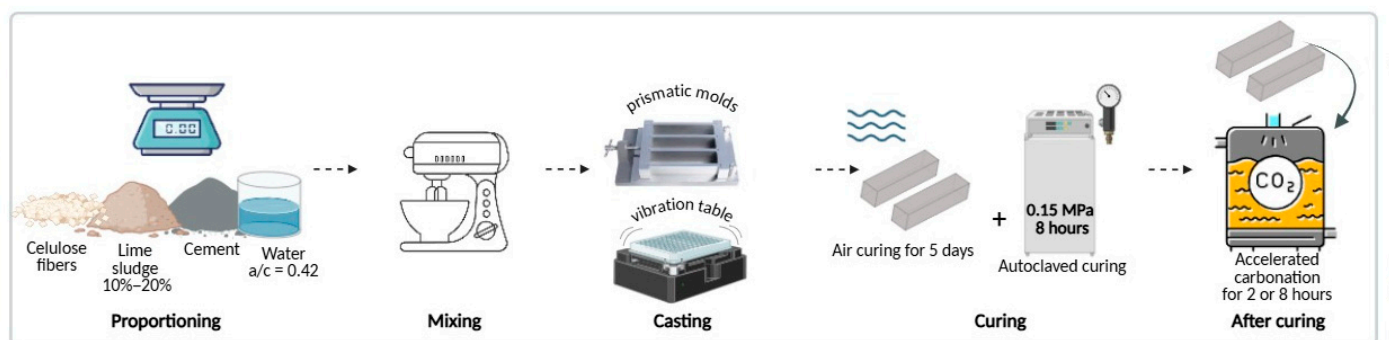 0.00
Celulose
fibers
Lime
sludge
10%–20%
Cement
Water
a/c = 0.42
Proportioning
Mixing
prismatic molds
vibration table
Casting
Air curing for 5 days
+
0.15 MPa
8 hours
Autoclaved curing
Curing
CO₂
Accelerated
carbonation
for 2 or 8 hours
After curing